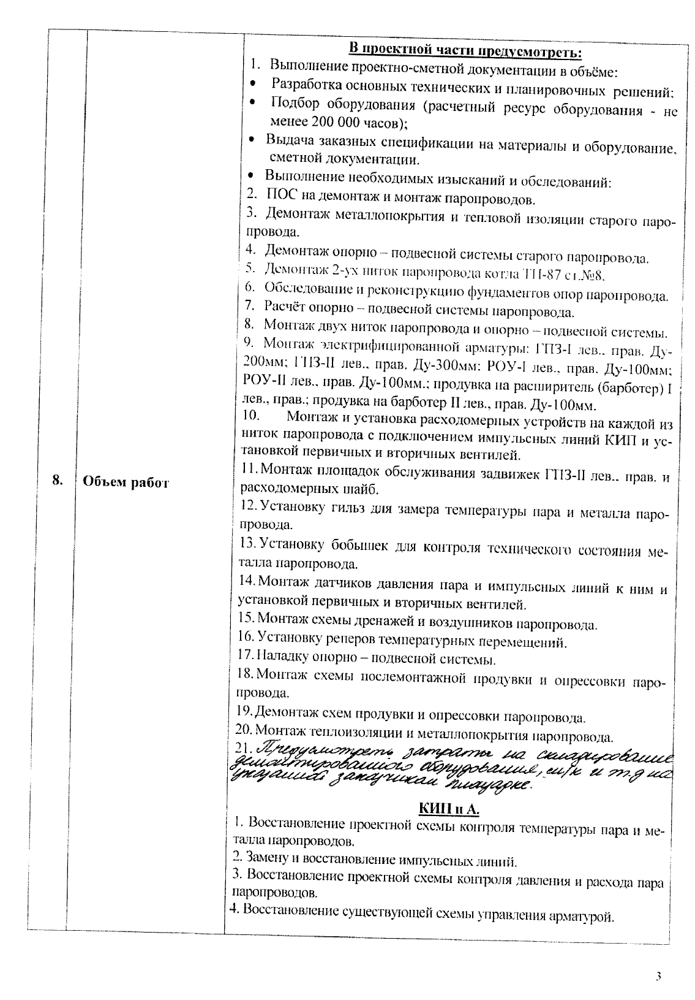 В проектной части предусмотреть:
1. Выполнение проектно-сметной документации в объёме:
• Разработка основных технических и планировочных решений;
• Подбор оборудования (расчетный ресурс оборудования - не
менее 200 000 часов);
• Выдача заказных спецификации на материалы и оборудование,
сметной документации.
• Выполнение необходимых изысканий и обследований:
2. ПОС на демонтаж и монтаж паропроводов.
3. Демонтаж металлопокрытия и тепловой изоляции старого паро-
провода.
4. Демонтаж опорно – подвесной системы старого паропровода.
5. Демонтаж 2-ух ниток паропровода котла ТП-87 ст.№8.
6. Обследование и реконструкцию фундаментов опор паропровода.
7. Расчёт опорно – подвесной системы паропровода.
8. Монтаж двух ниток паропровода и опорно – подвесной системы.
9. Монтаж электрифицированной арматуры: ГПЗ-I лев., прав. Ду-
200мм; ГПЗ-II лев., прав. Ду-300мм: РОУ-I лев., прав. Ду-100мм;
РОУ-II лев., прав. Ду-100мм.; продувка на расширитель (барботер) I
лев., прав.; продувка на барботер II лев., прав. Ду-100мм.
10. Монтаж и установка расходомерных устройств на каждой из
ниток паропровода с подключением импульсных линий КИП и ус-
тановкой первичных и вторичных вентилей.
8. Объем работ
11. Монтаж площадок обслуживания задвижек ГПЗ-II лев.. прав. и
расходомерных шайб.
12. Установку гильз для замера температуры пара и металла паро-
провода.
13. Установку бобышек для контроля технического состояния ме-
талла паропровода.
14. Монтаж датчиков давления пара и импульсных линий к ним и
установкой первичных и вторичных вентилей.
15. Монтаж схемы дренажей и воздушников паропровода.
16. Установку реперов температурных перемещений.
17. Наладку опорно – подвесной системы.
18. Монтаж схемы послемонтажной продувки и опрессовки паро-
провода.
19. Демонтаж схем продувки и опрессовки паропровода.
20. Монтаж теплоизоляции и металлопокрытия паропровода.
21. Предусмотреть затраты на складирование
демонтированного оборудования, м/к и т.д на
указанной заказчикам площадке.
КИП и А.
1. Восстановление проектной схемы контроля температуры пара и ме-
талла паропроводов.
2. Замену и восстановление импульсных линий.
3. Восстановление проектной схемы контроля давления и расхода пара
паропроводов.
4. Восстановление существующей схемы управления арматурой.
3